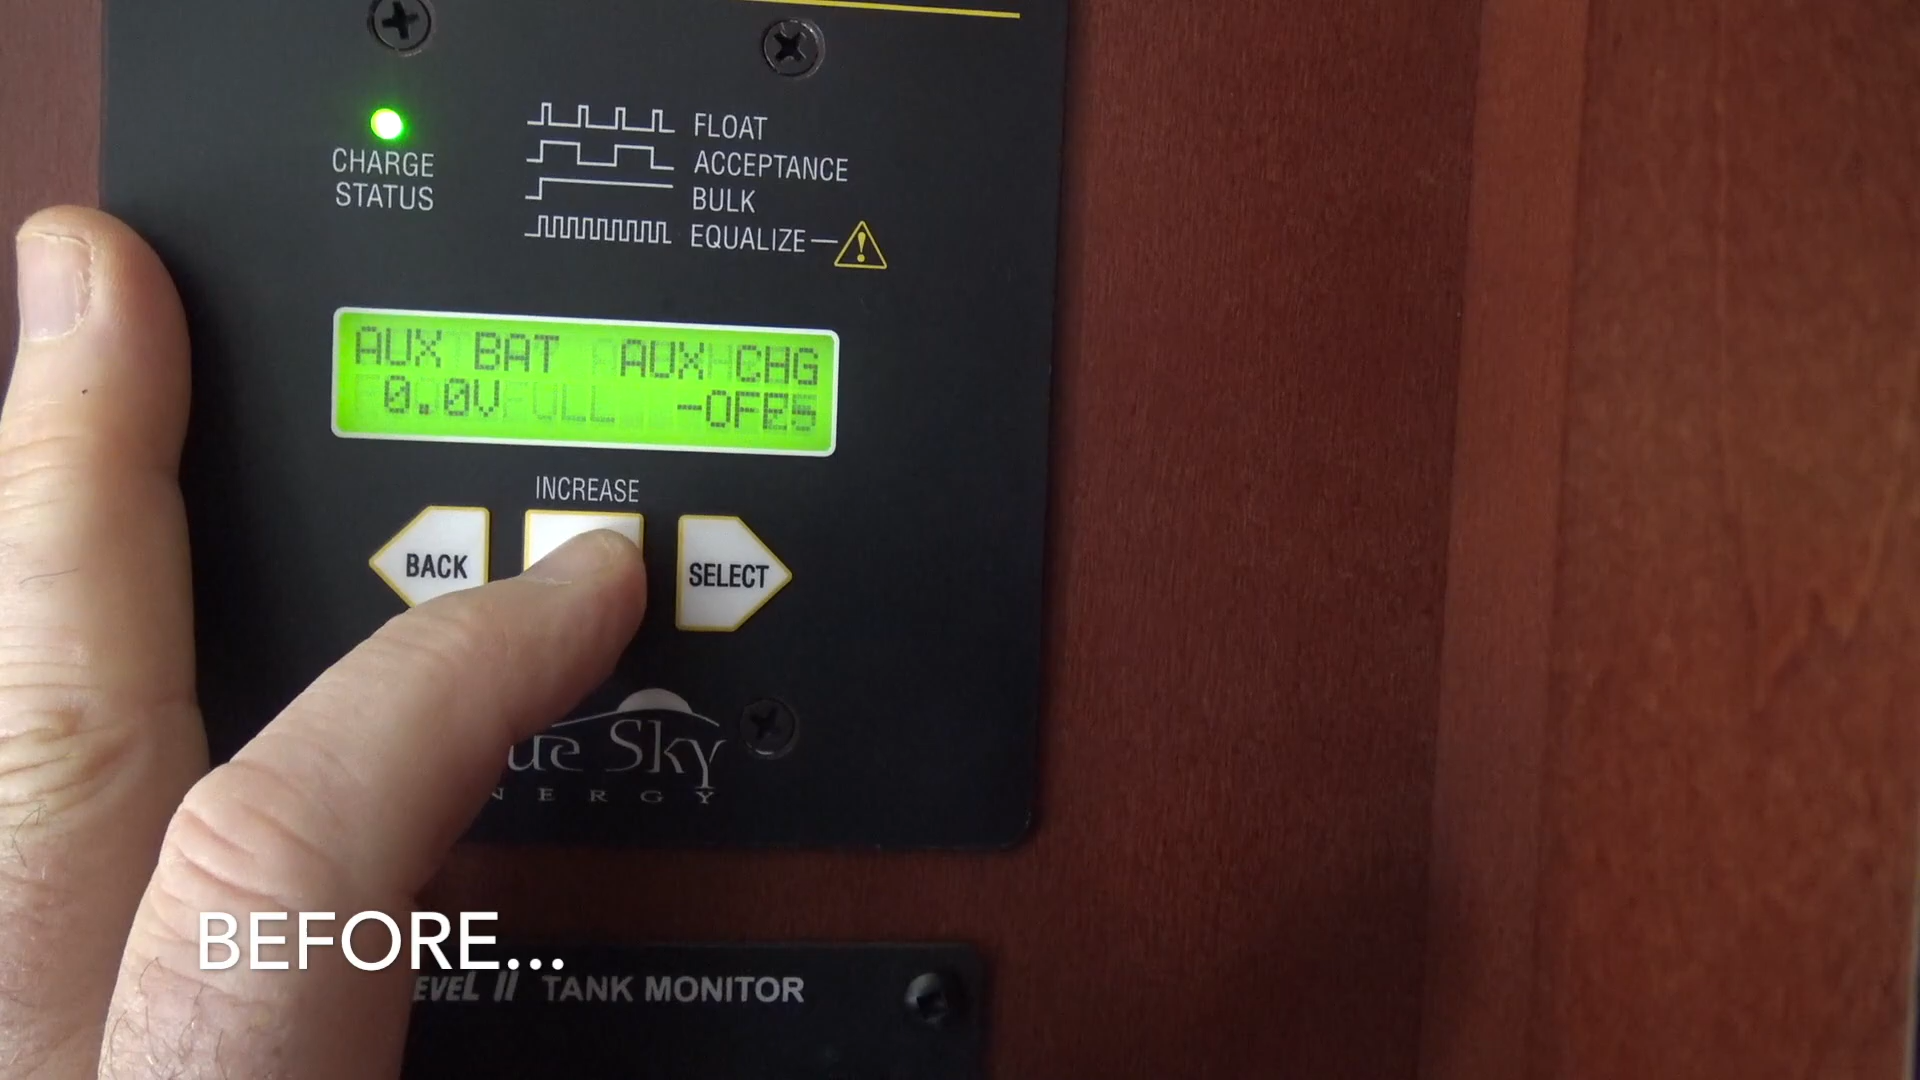 FLOAT
ACCEPTANCE
BULK
EQUALIZE
CHARGE
STATUS
AUX BAT AUX CHG
0.0V
INCREASE
BACK
SELECT
Sky
BEFORE...
TANK MONITOR